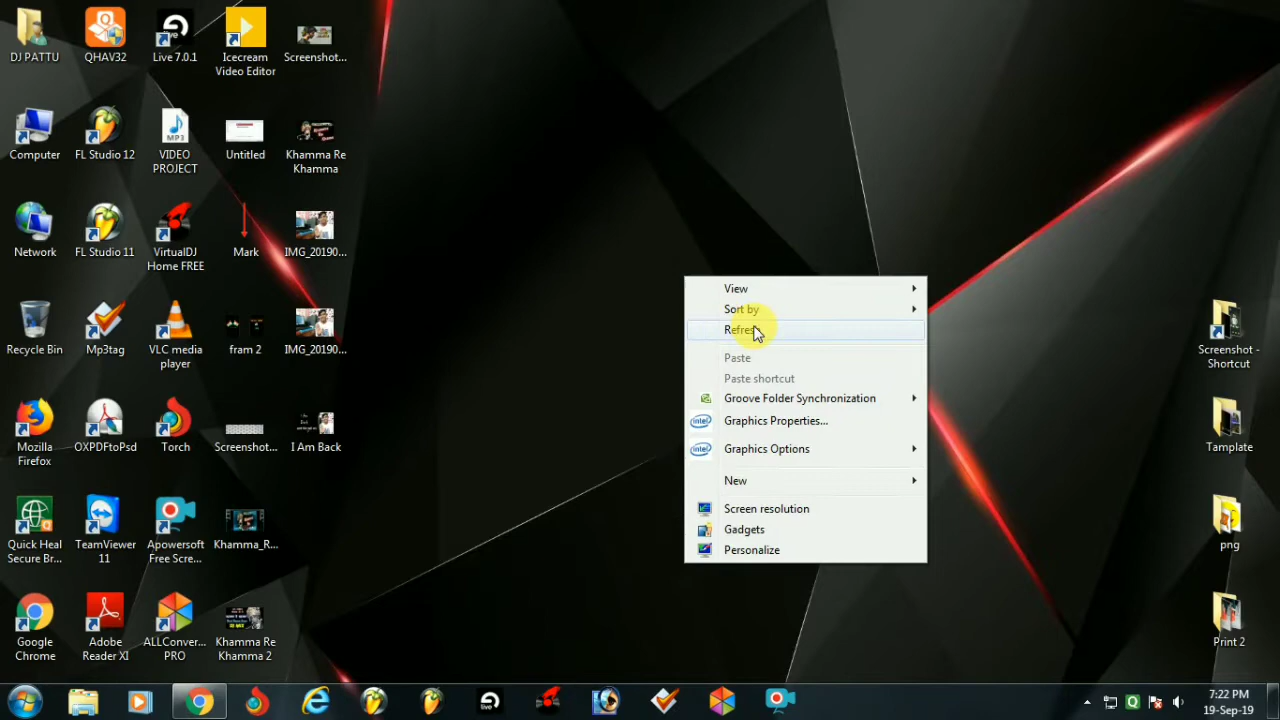 DJ PATTU
QHAV32
Live 7.0.1
Icecream
Video Editor
Screenshot...
Computer
FL Studio 12
VIDEO
PROJECT
Untitled
Khamma Re
Khamma
Network
FL Studio 11
VirtualDJ
Home FREE
Mark
IMG_20190...
Recycle Bin
Mp3tag
VLC media
player
fram 2
IMG_20190...
Mozilla
Firefox
OXPDFtoPsd
Torch
Screenshot...
I Am Back
Quick Heal
Secure Br...
TeamViewer
11
Apowersoft
Free Scre...
Khamma_R...
Google
Chrome
Adobe
Reader XI
ALLConver...
PRO
Khamma Re
Khamma 2
View
Sort by
Refresh
Paste
Paste shortcut
Groove Folder Synchronization
Graphics Properties...
Graphics Options
New
Screen resolution
Gadgets
Personalize
Screenshot -
Shortcut
Tamplate
png
Print 2
7:22 PM
19-Sep-19